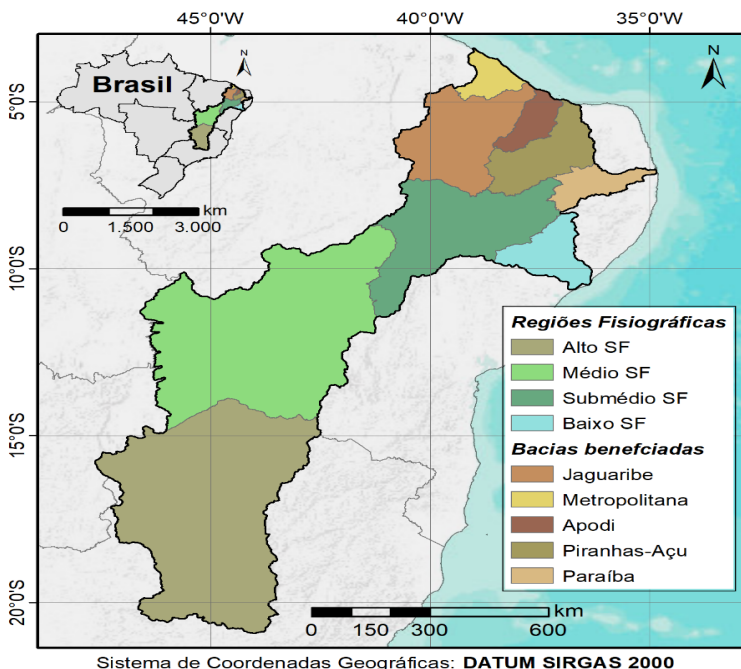 45°0'W 40°0'W 35°0'W
N
Brasil
N
5°S
km
0 1.500 3.000
10°0'S
15°0'S
20°0'S
Regiões Fisiográficas
Alto SF
Médio SF
Submédio SF
Baixo SF
Bacias benefciadas
Jaguaribe
Metropolitana
Apodi
Piranhas-Açu
Paraíba
km
0 150 300 600
Sistema de Coordenadas Geográficas: DATUM SIRGAS 2000